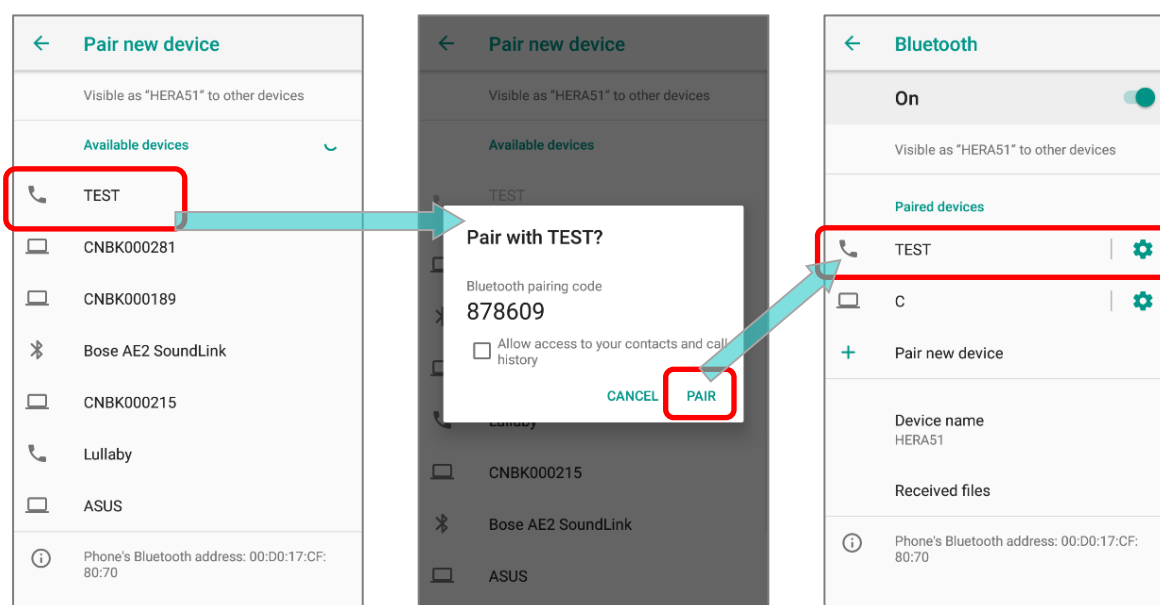 Pair new device
Visible as “HERA51” to other devices
Available devices
TEST
CNBK000281
CNBK000189
Bose AE2 SoundLink
CNBK000215
Lullaby
ASUS
Phone's Bluetooth address: 00:D0:17:CF:
80:70
Pair new device
Visible as “HERA51” to other devices
Available devices
TEST
Pair with TEST?
Bluetooth pairing code
878609
Allow access to your contacts and call
history
CANCEL PAIR
Lullaby
CNBK000215
Bose AE2 SoundLink
ASUS
Bluetooth
On
Visible as “HERA51” to other devices
Paired devices
TEST
C
Pair new device
Device name
HERA51
Received files
Phone's Bluetooth address: 00:D0:17:CF:
80:70